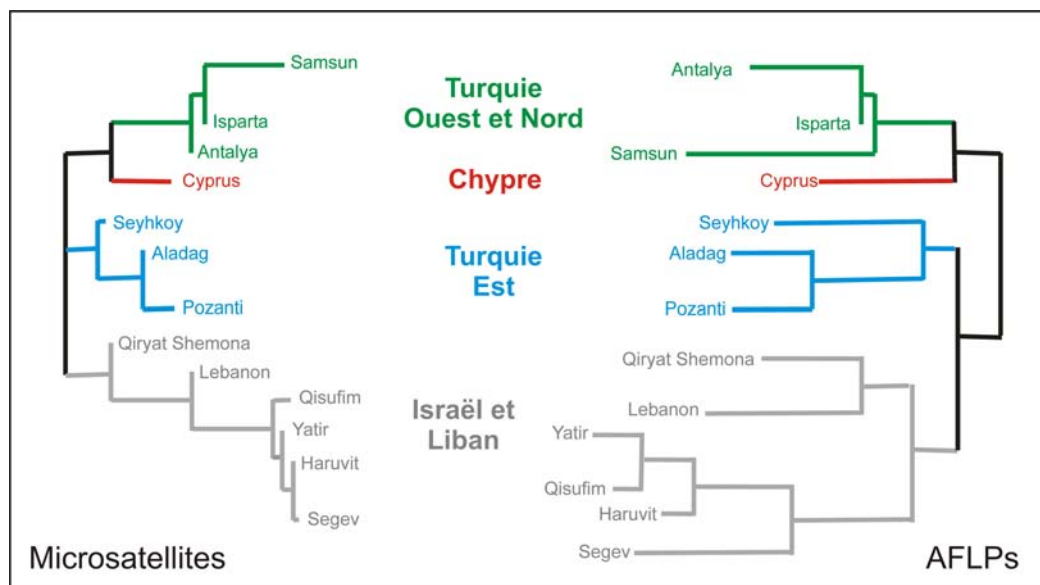 Samsun
Isparta
Antalya
Cyprus
Seyhkoy
Aladag
Pozanti
Qiryat Shemona
Lebanon
Qisufim
Yatir
Haruvit
Segev
Microsatellites
Turquie
Ouest et Nord
Chypre
Turquie
Est
Israël et
Liban
Antalya
Isparta
Samsun
Cyprus
Seyhkoy
Aladag
Pozanti
Qiryat Shemona
Lebanon
Yatir
Qisufim
Haruvit
Segev
AFLPs